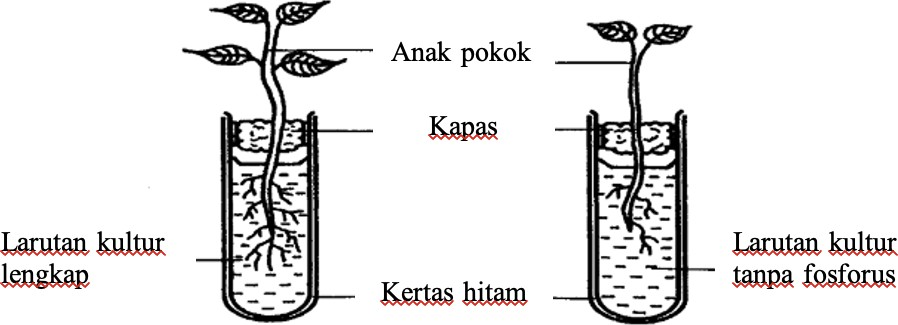 Anak pokok
Kapas
Larutan kultur
lengkap
Larutan kultur
tanpa fosforus
Kertas hitam